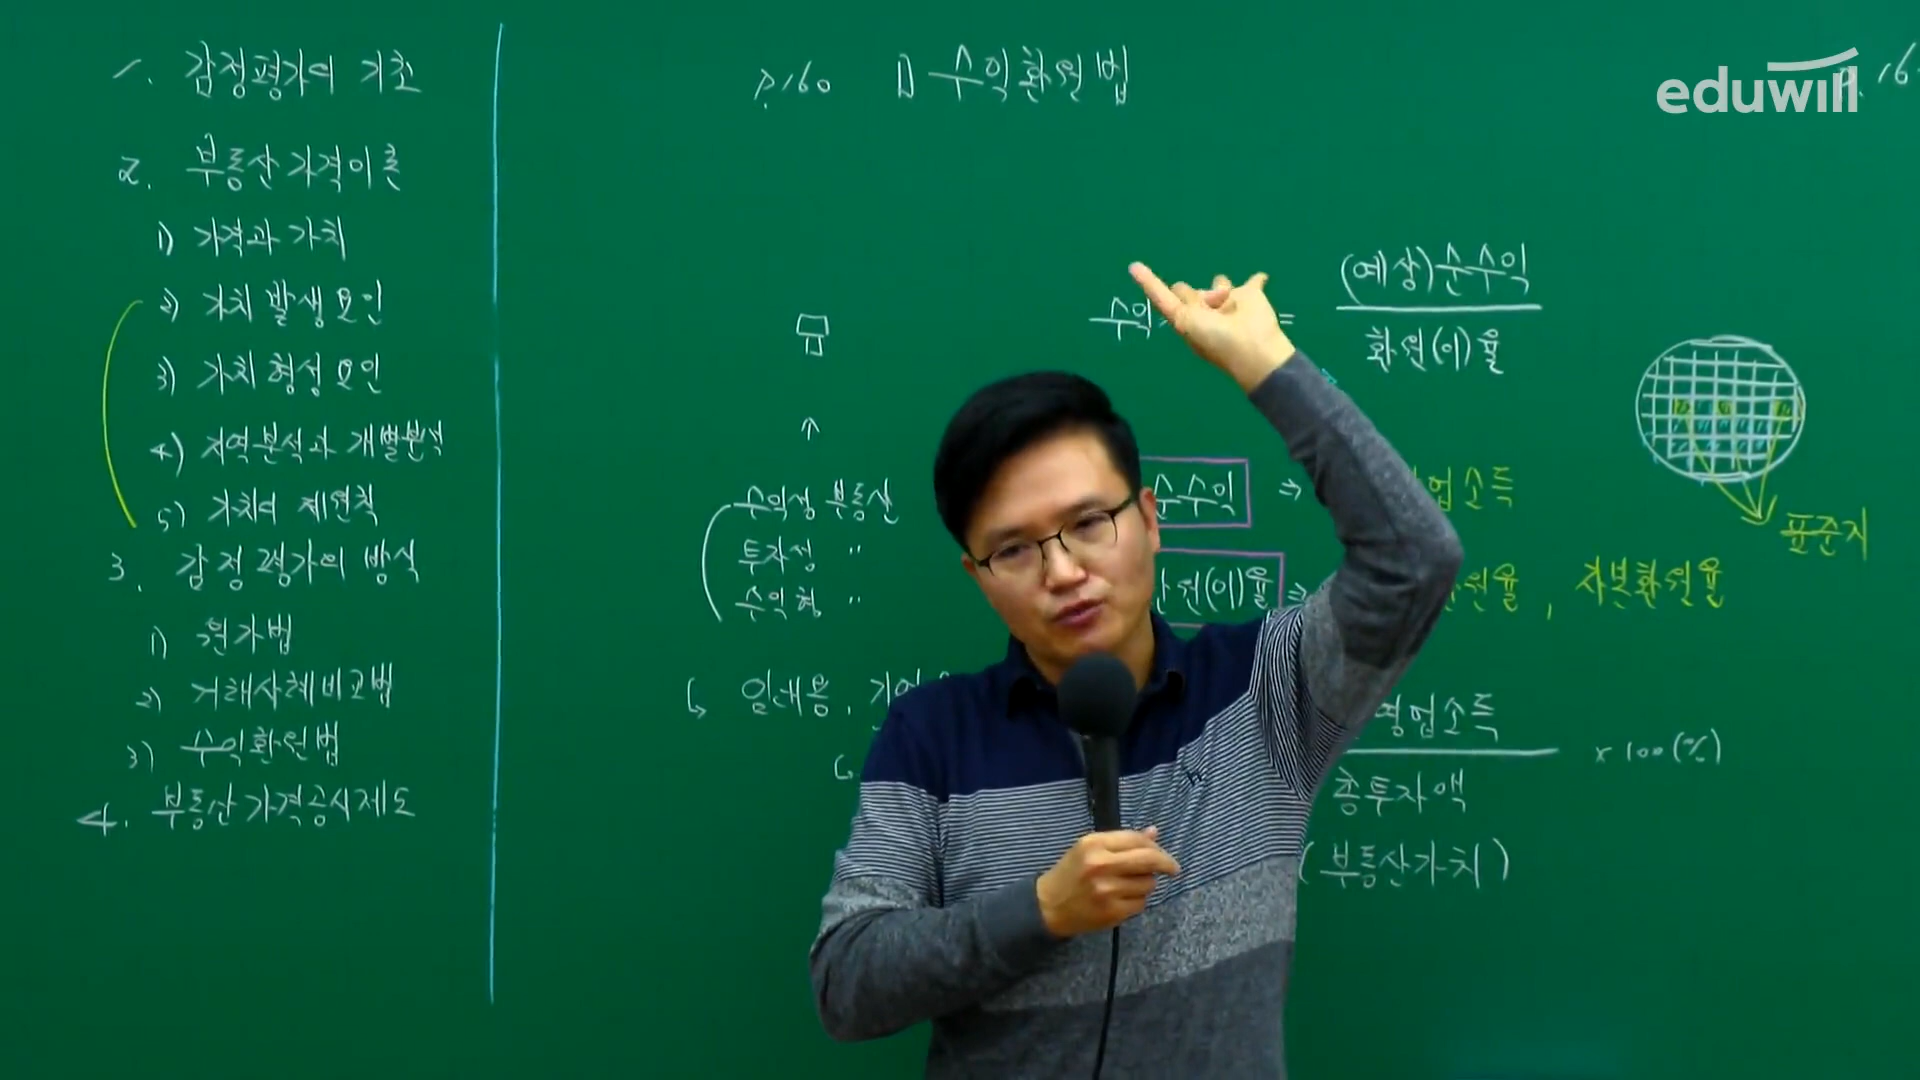 1. 감정평가의 기초
2. 부동산가격이론
1) 가격과 가치
2) 가치발생요인
3) 가치형성요인
4) 지역분석과 개별분석
5) 가치의 제원칙
3. 감정평가의 방식
1) 원가법
2) 거래사례비교법
3) 수익환원법
4. 부동산가격공시제도
p.160 1) 수익환원법
eduwill
수익 = (예상)순수익
환원(이)율
↑
수익성 부동산
투자성 〃
수익형 〃
순수익 ⇒ 소득
환원(이)율 ⇒ , 자본환원율
표준지
영업소득
총투자액 × 100(%)
(부동산가치)